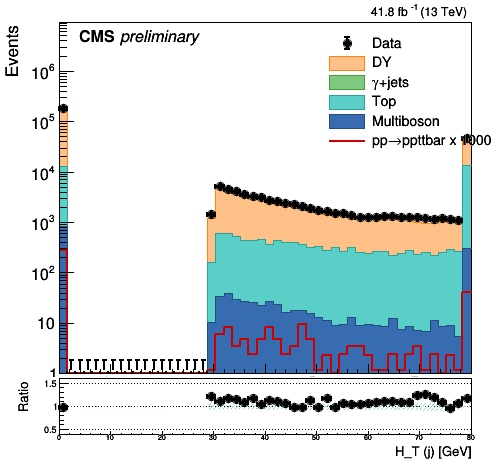 41.8 fb⁻¹ (13 TeV)
CMS preliminary
Events
Data
DY
γ+jets
Top
Multiboson
pp→ppttbar x 1000
10⁶
10⁵
10⁴
10³
10²
10
1
Ratio
1.5
1
0.5
0 10 20 30 40 50 60 70 80
H_T (j) [GeV]